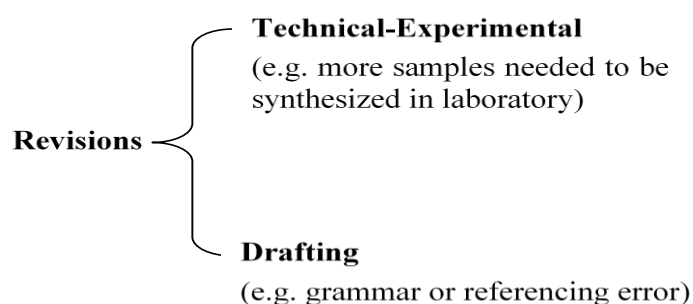 Technical-Experimental
(e.g. more samples needed to be
synthesized in laboratory)
Revisions
Drafting
(e.g. grammar or referencing error)